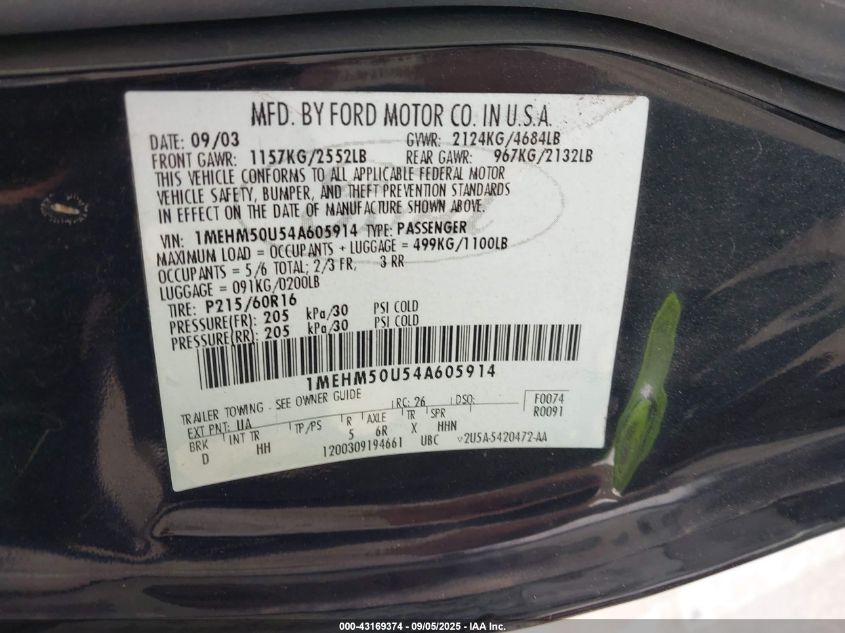 MFD. BY FORD MOTOR CO. IN U.S.A.
DATE: 09/03 GVWR: 2124KG/4684LB
FRONT GAWR: 1157KG/2552LB REAR GAWR: 967KG/2132LB
THIS VEHICLE CONFORMS TO ALL APPLICABLE FEDERAL MOTOR
VEHICLE SAFETY, BUMPER, AND THEFT PREVENTION STANDARDS
IN EFFECT ON THE DATE OF MANUFACTURE SHOWN ABOVE.
VIN: 1MEHM50U54A605914 TYPE: PASSENGER
MAXIMUM LOAD = OCCUPANTS + LUGGAGE = 499KG/1100LB
OCCUPANTS = 5/6 TOTAL; 2/3 FR, 3 RR
LUGGAGE = 091KG/0200LB
TIRE: P215/60R16
PRESSURE(FR): 205 kPa/30 PSI COLD
PRESSURE(RR): 205 kPa/30 PSI COLD
1MEHM50U54A605914
TRAILER TOWING - SEE OWNER GUIDE
EXT PNT: UA RC: 26 DSO: F0074
R0091
BRK INT TR TP/PS R AXLE TR SPR
D HH 5 6R X HHN
1200309194661 UBC v2U5A-5420472-AA
000-43169374 09/05/2025 IAA Inc.